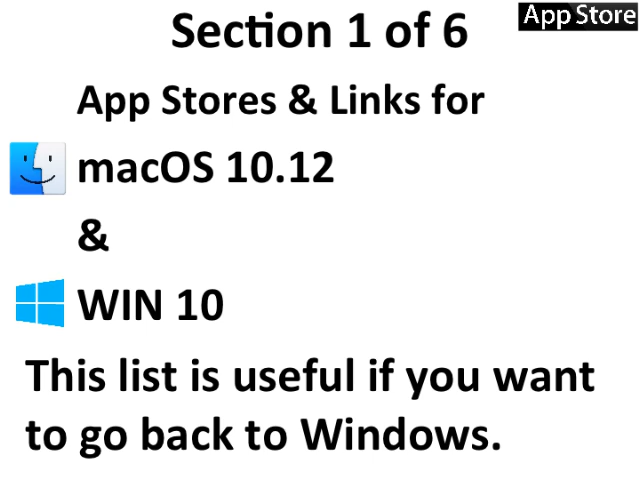 Section 1 of 6
App Store
App Stores & Links for
macOS 10.12
&
WIN 10
This list is useful if you want
to go back to Windows.